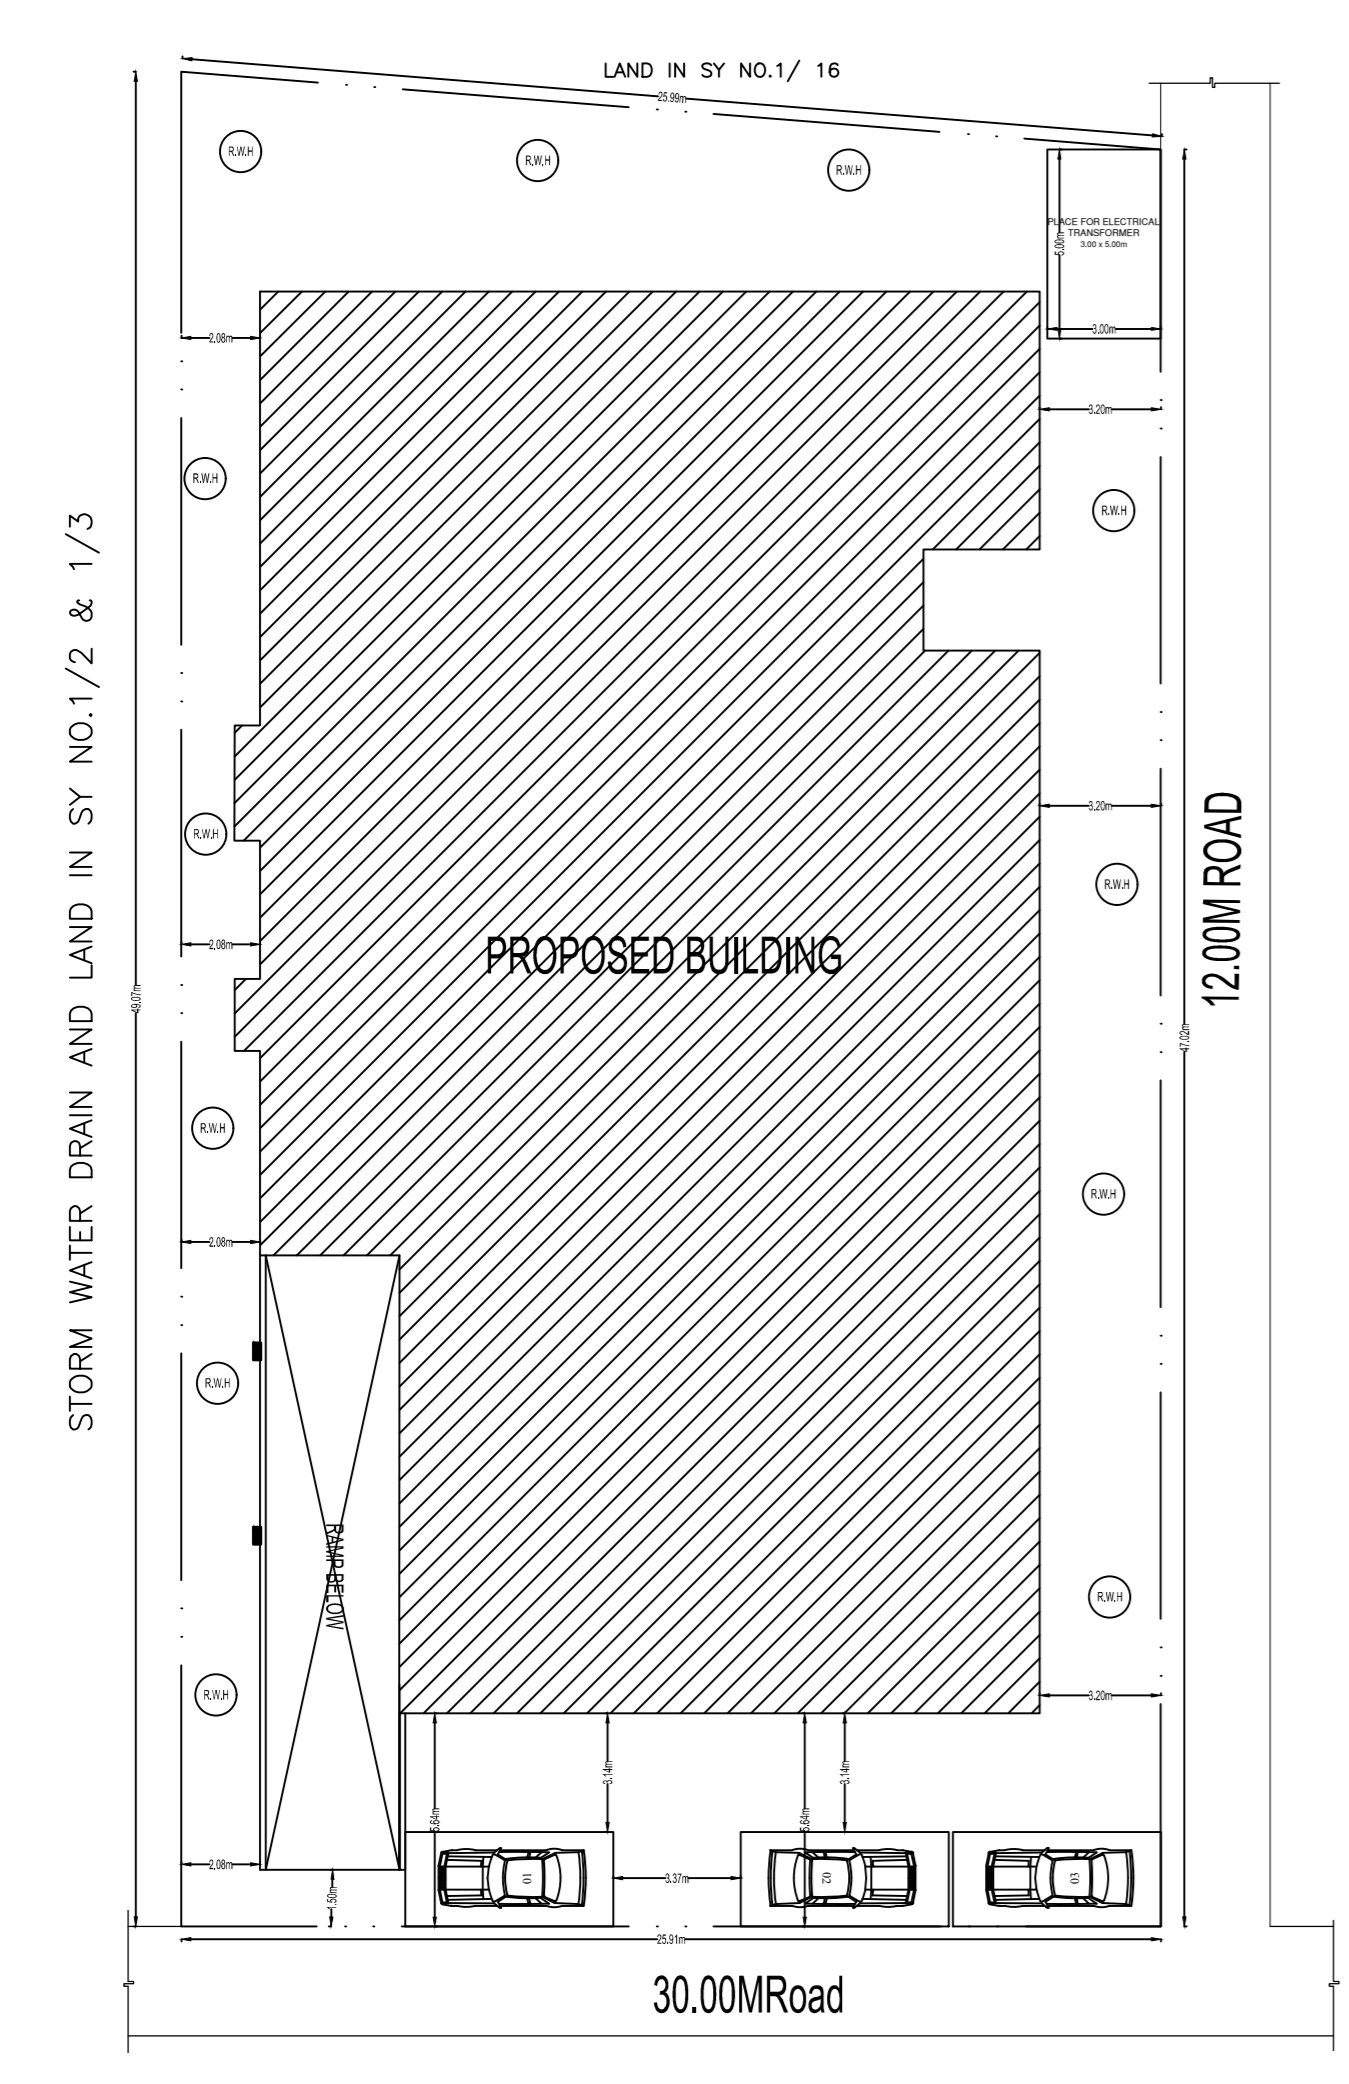 LAND IN SY NO.1/ 16
25.99m
R.W.H
R.W.H
R.W.H
PLACE FOR ELECTRICAL
TRANSFORMER
3.00 x 5.00m
5.00m
3.00m
2.08m
3.20m
R.W.H
R.W.H
STORM WATER DRAIN AND LAND IN SY NO.1/2 & 1/3
49.07m
R.W.H
3.20m
R.W.H
12.00M ROAD
47.02m
PROPOSED BUILDING
2.08m
R.W.H
R.W.H
2.08m
R.W.H
RAMP BELOW
R.W.H
R.W.H
3.20m
5.64m
3.14m
5.64m
3.14m
2.08m
1.50m
01
3.37m
02
03
25.91m
30.00MRoad